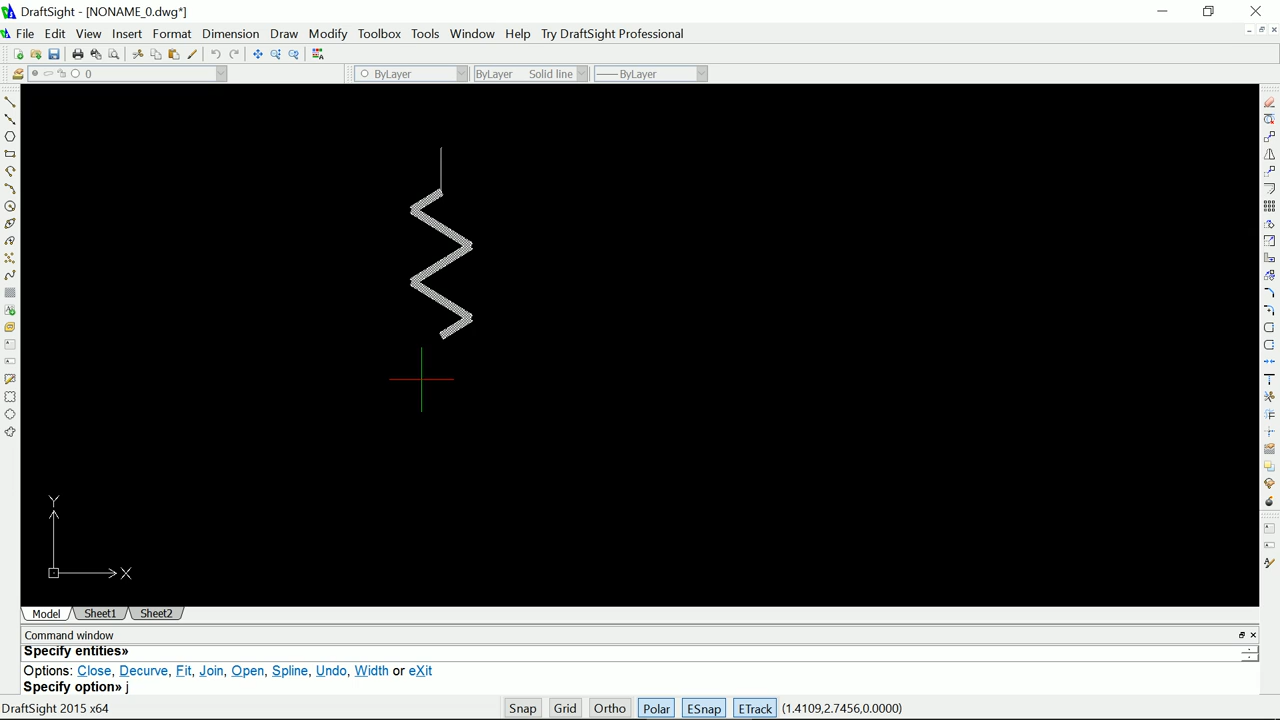 DraftSight - [NONAME_0.dwg*]
File Edit View Insert Format Dimension Draw Modify Toolbox Tools Window Help Try DraftSight Professional
0 ByLayer ByLayer Solid line ByLayer
Y
X
Model Sheet1 Sheet2
Command window
Specify entities»
Options: Close, Decurve, Fit, Join, Open, Spline, Undo, Width or eXit
Specify option» j
DraftSight 2015 x64 Snap Grid Ortho Polar ESnap ETrack (1.4109,2.7456,0.0000)